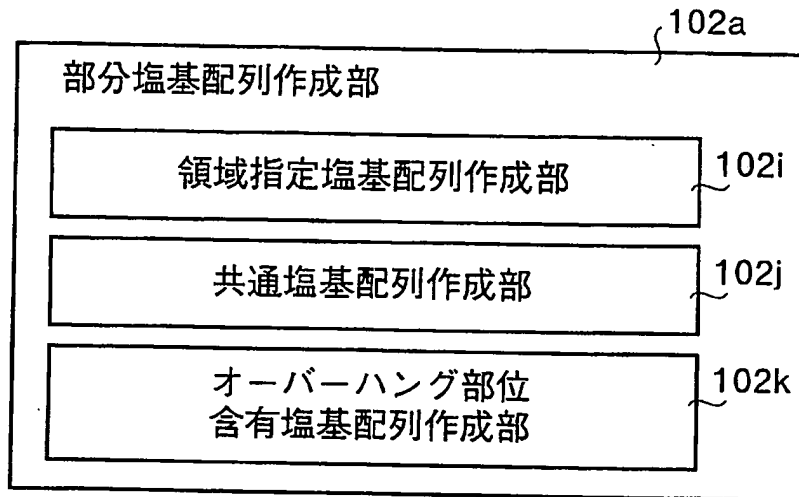 102a
部分塩基配列作成部
領域指定塩基配列作成部
102i
共通塩基配列作成部
102j
オーバーハング部位
含有塩基配列作成部
102k